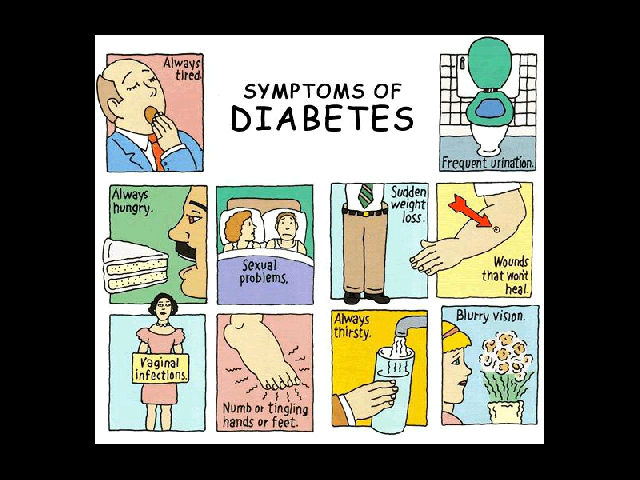 SYMPTOMS OF
DIABETES
Always
tired.
Frequent urination.
Always
hungry.
Sexual
problems.
Sudden
weight
loss.
Wounds
that won't
heal.
Vaginal
infections.
Numb or tingling
hands or feet.
Always
thirsty.
Blurry vision.